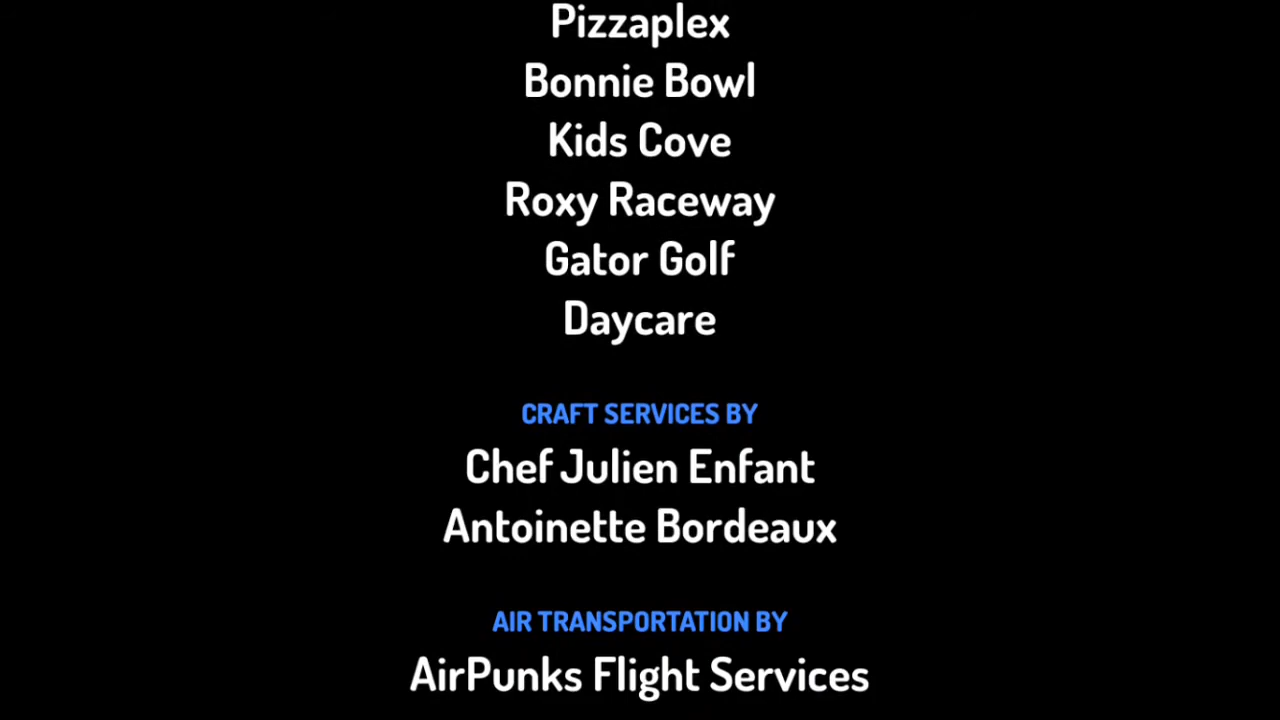 Pizzaplex
Bonnie Bowl
Kids Cove
Roxy Raceway
Gator Golf
Daycare
CRAFT SERVICES BY
Chef Julien Enfant
Antoinette Bordeaux
AIR TRANSPORTATION BY
AirPunks Flight Services